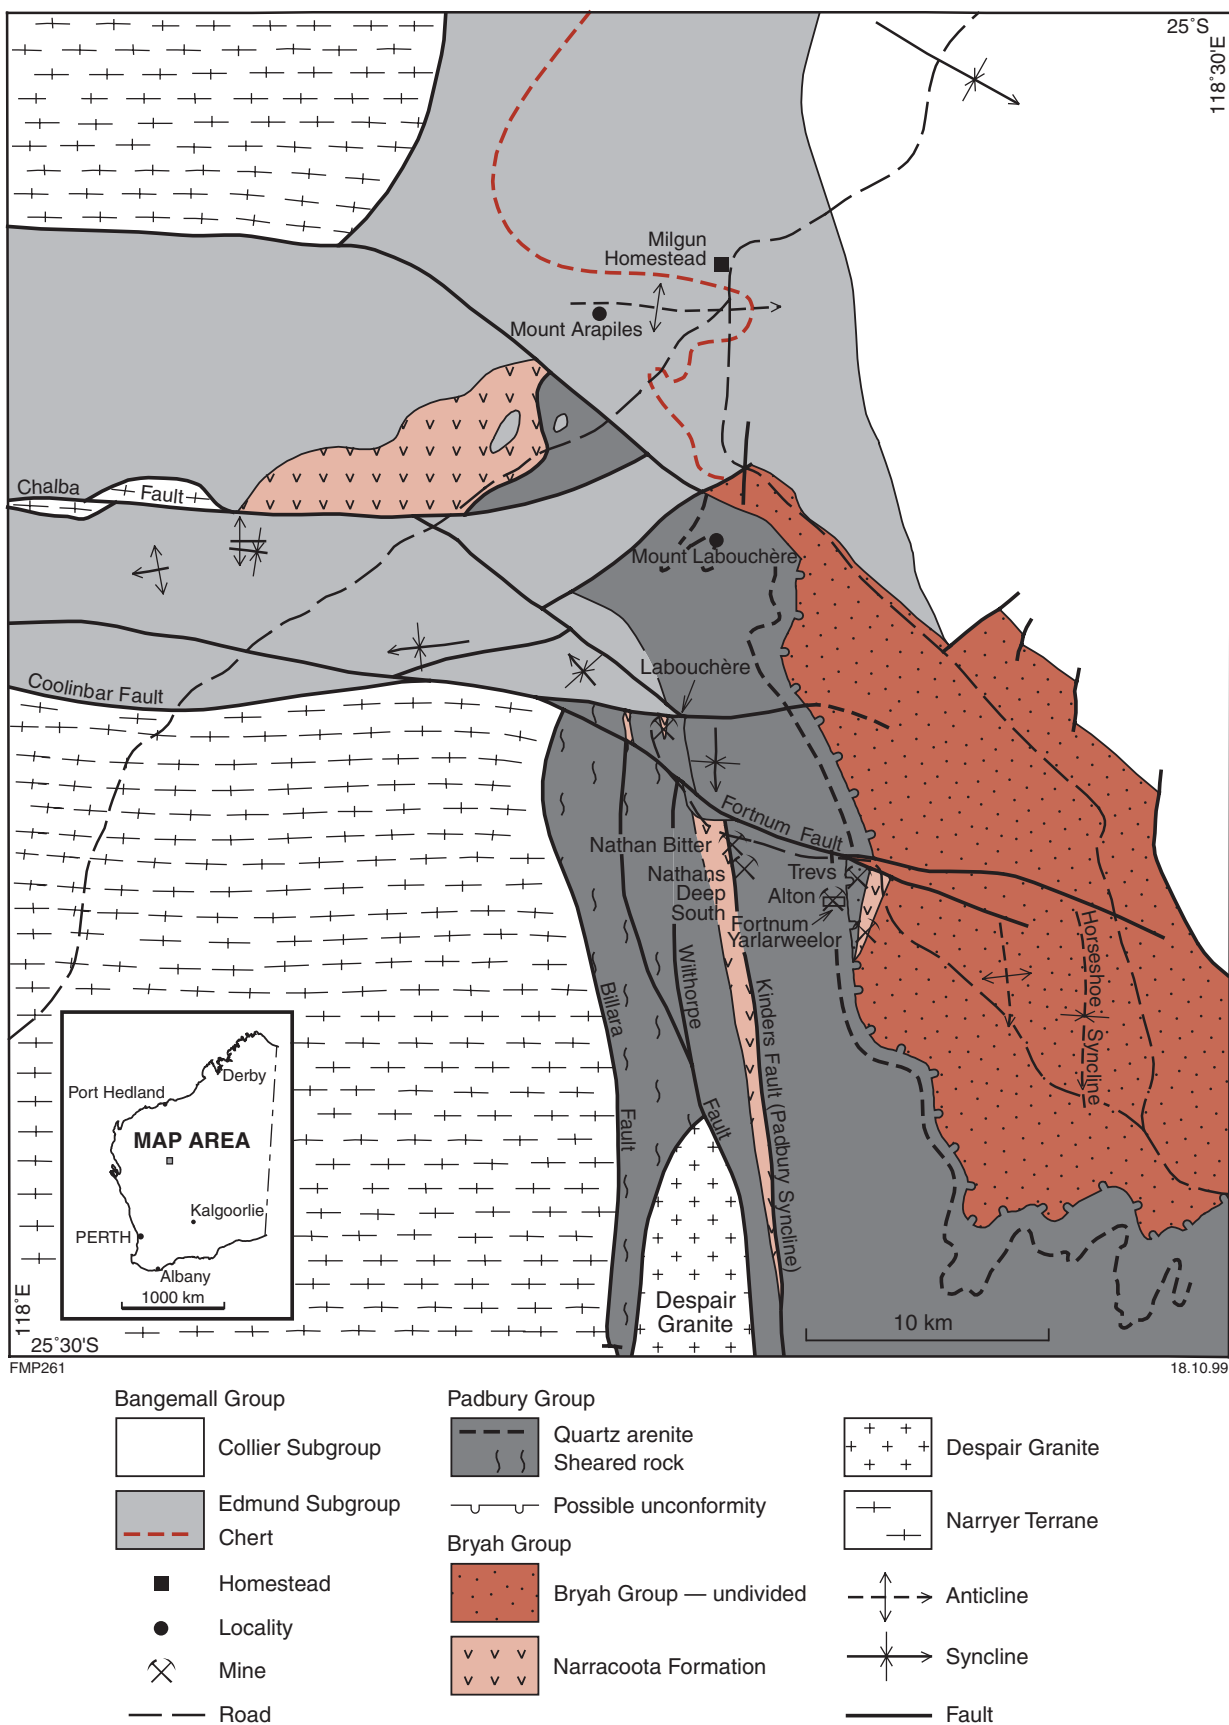 25°S
118°30'E
Milgun
Homestead
Mount Arapiles
Chalba
Fault
Mount Labouchère
Labouchère
Coolinbar Fault
Fortnum Fault
Nathan Bitter
Nathans
Deep
South
Trevs
Alton
Fortnum
Yarlarweelor
Horseshoe Syncline
Billara
Fault
Wilthorpe
Fault
Kinders Fault (Padbury Syncline)
Derby
Port Hedland
MAP AREA
Kalgoorlie
PERTH
Albany
1000 km
Despair
Granite
10 km
118°E
25°30'S
FMP261
18.10.99
Bangemall Group
Collier Subgroup
Edmund Subgroup
Chert
Homestead
Locality
Mine
Road
Padbury Group
Quartz arenite
Sheared rock
Possible unconformity
Bryah Group
Bryah Group — undivided
Narracoota Formation
Despair Granite
Narryer Terrane
Anticline
Syncline
Fault